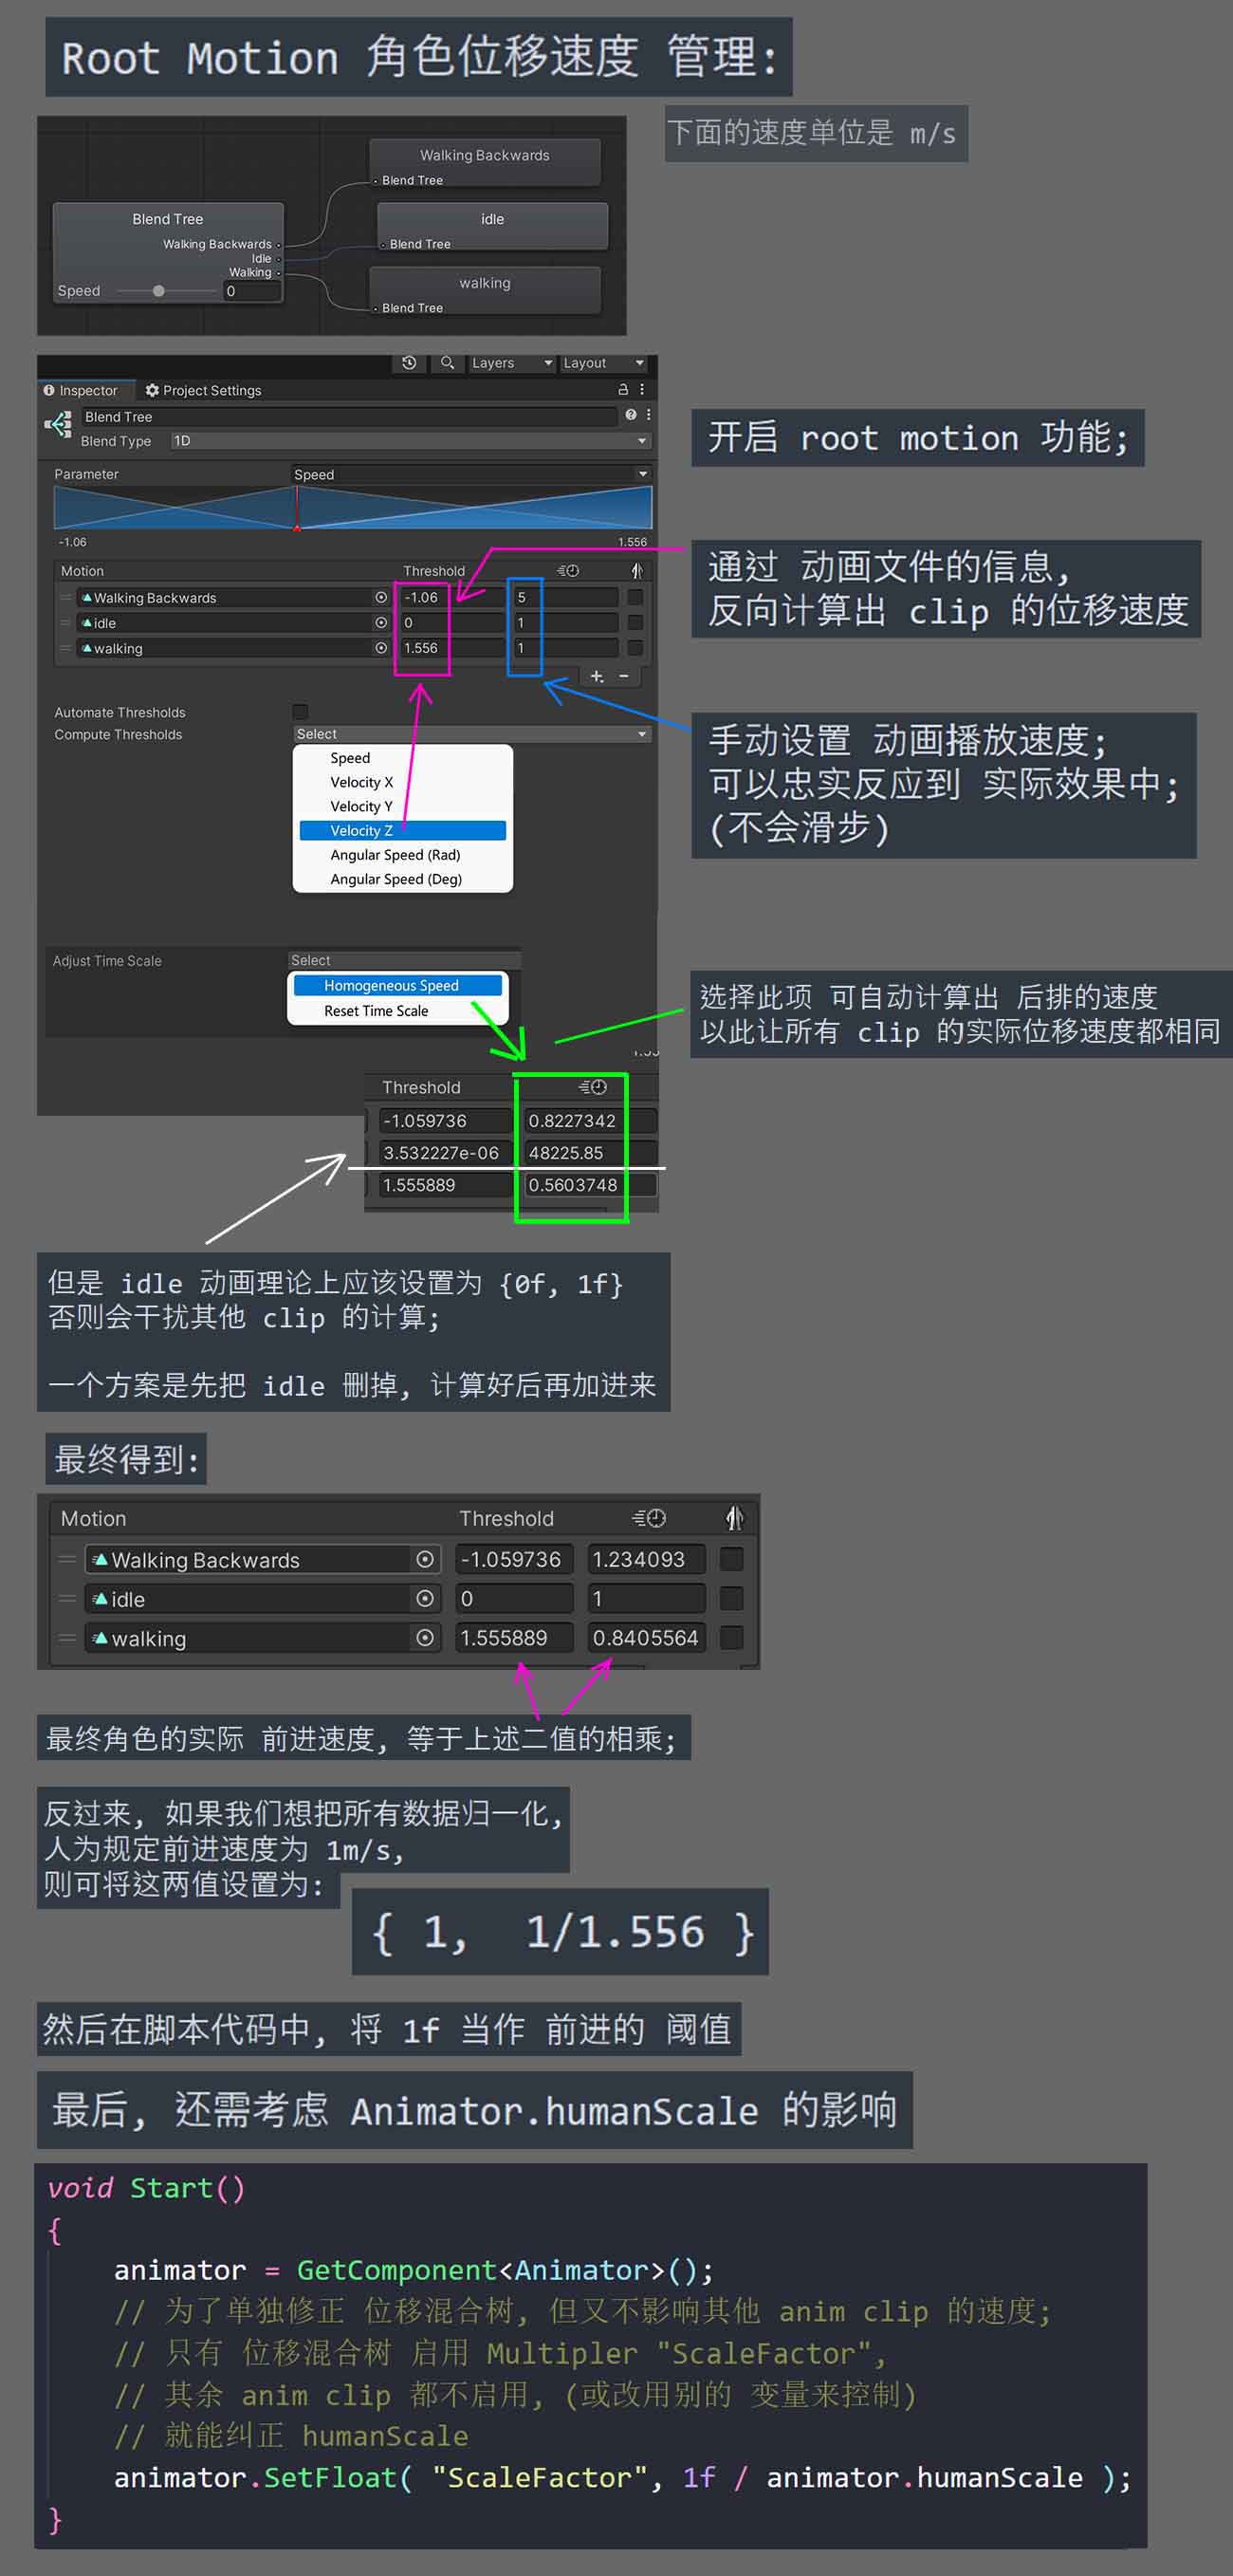 Root Motion 角色位移速度 管理:
下面的速度单位是 m/s
Walking Backwards
Blend Tree
Blend Tree
Walking Backwards
Idle
Walking
Speed
0
idle
Blend Tree
walking
Blend Tree
Layers
Layout
Inspector
Project Settings
Blend Tree
Blend Type 1D
Parameter Speed
-1.06 1.556
Motion Threshold
Walking Backwards -1.06 5
idle 0 1
walking 1.556 1
+ -
开启 root motion 功能;
通过 动画文件的信息,
反向计算出 clip 的位移速度
手动设置 动画播放速度;
可以忠实反应到 实际效果中;
(不会滑步)
Automate Thresholds
Compute Thresholds Select
Speed
Velocity X
Velocity Y
Velocity Z
Angular Speed (Rad)
Angular Speed (Deg)
Adjust Time Scale Select
Homogeneous Speed
Reset Time Scale
选择此项 可自动计算出 后排的速度
以此让所有 clip 的实际位移速度都相同
Threshold
-1.059736 0.8227342
3.532227e-06 48225.85
1.555889 0.5603748
但是 idle 动画理论上应该设置为 {0f, 1f}
否则会干扰其他 clip 的计算;
一个方案是先把 idle 删掉, 计算好后再加进来
最终得到:
Motion Threshold
Walking Backwards -1.059736 1.234093
idle 0 1
walking 1.555889 0.8405564
最终角色的实际 前进速度, 等于上述二值的相乘;
反过来, 如果我们想把所有数据归一化,
人为规定前进速度为 1m/s,
则可将这两值设置为:
{ 1, 1/1.556 }
然后在脚本代码中, 将 1f 当作 前进的 阈值
最后, 还需考虑 Animator.humanScale 的影响
void Start()
{
animator = GetComponent<Animator>();
// 为了单独修正 位移混合树, 但又不影响其他 anim clip 的速度;
// 只有 位移混合树 启用 Multipler "ScaleFactor",
// 其余 anim clip 都不启用, (或改用别的 变量来控制)
// 就能纠正 humanScale
animator.SetFloat( "ScaleFactor", 1f / animator.humanScale );
}